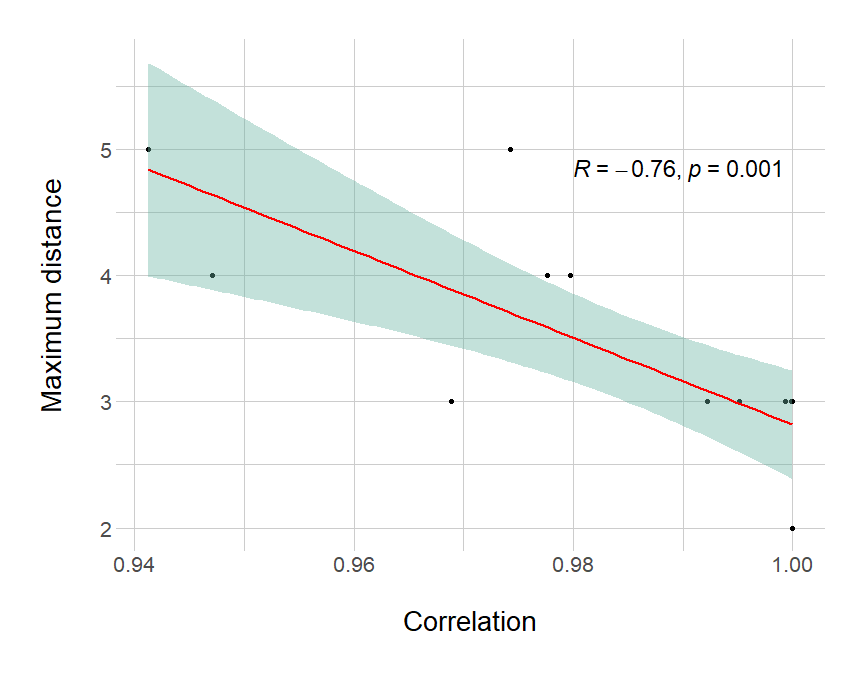 5
4
3
2
Maximum distance
R = −0.76, p = 0.001
0.94 0.96 0.98 1.00
Correlation